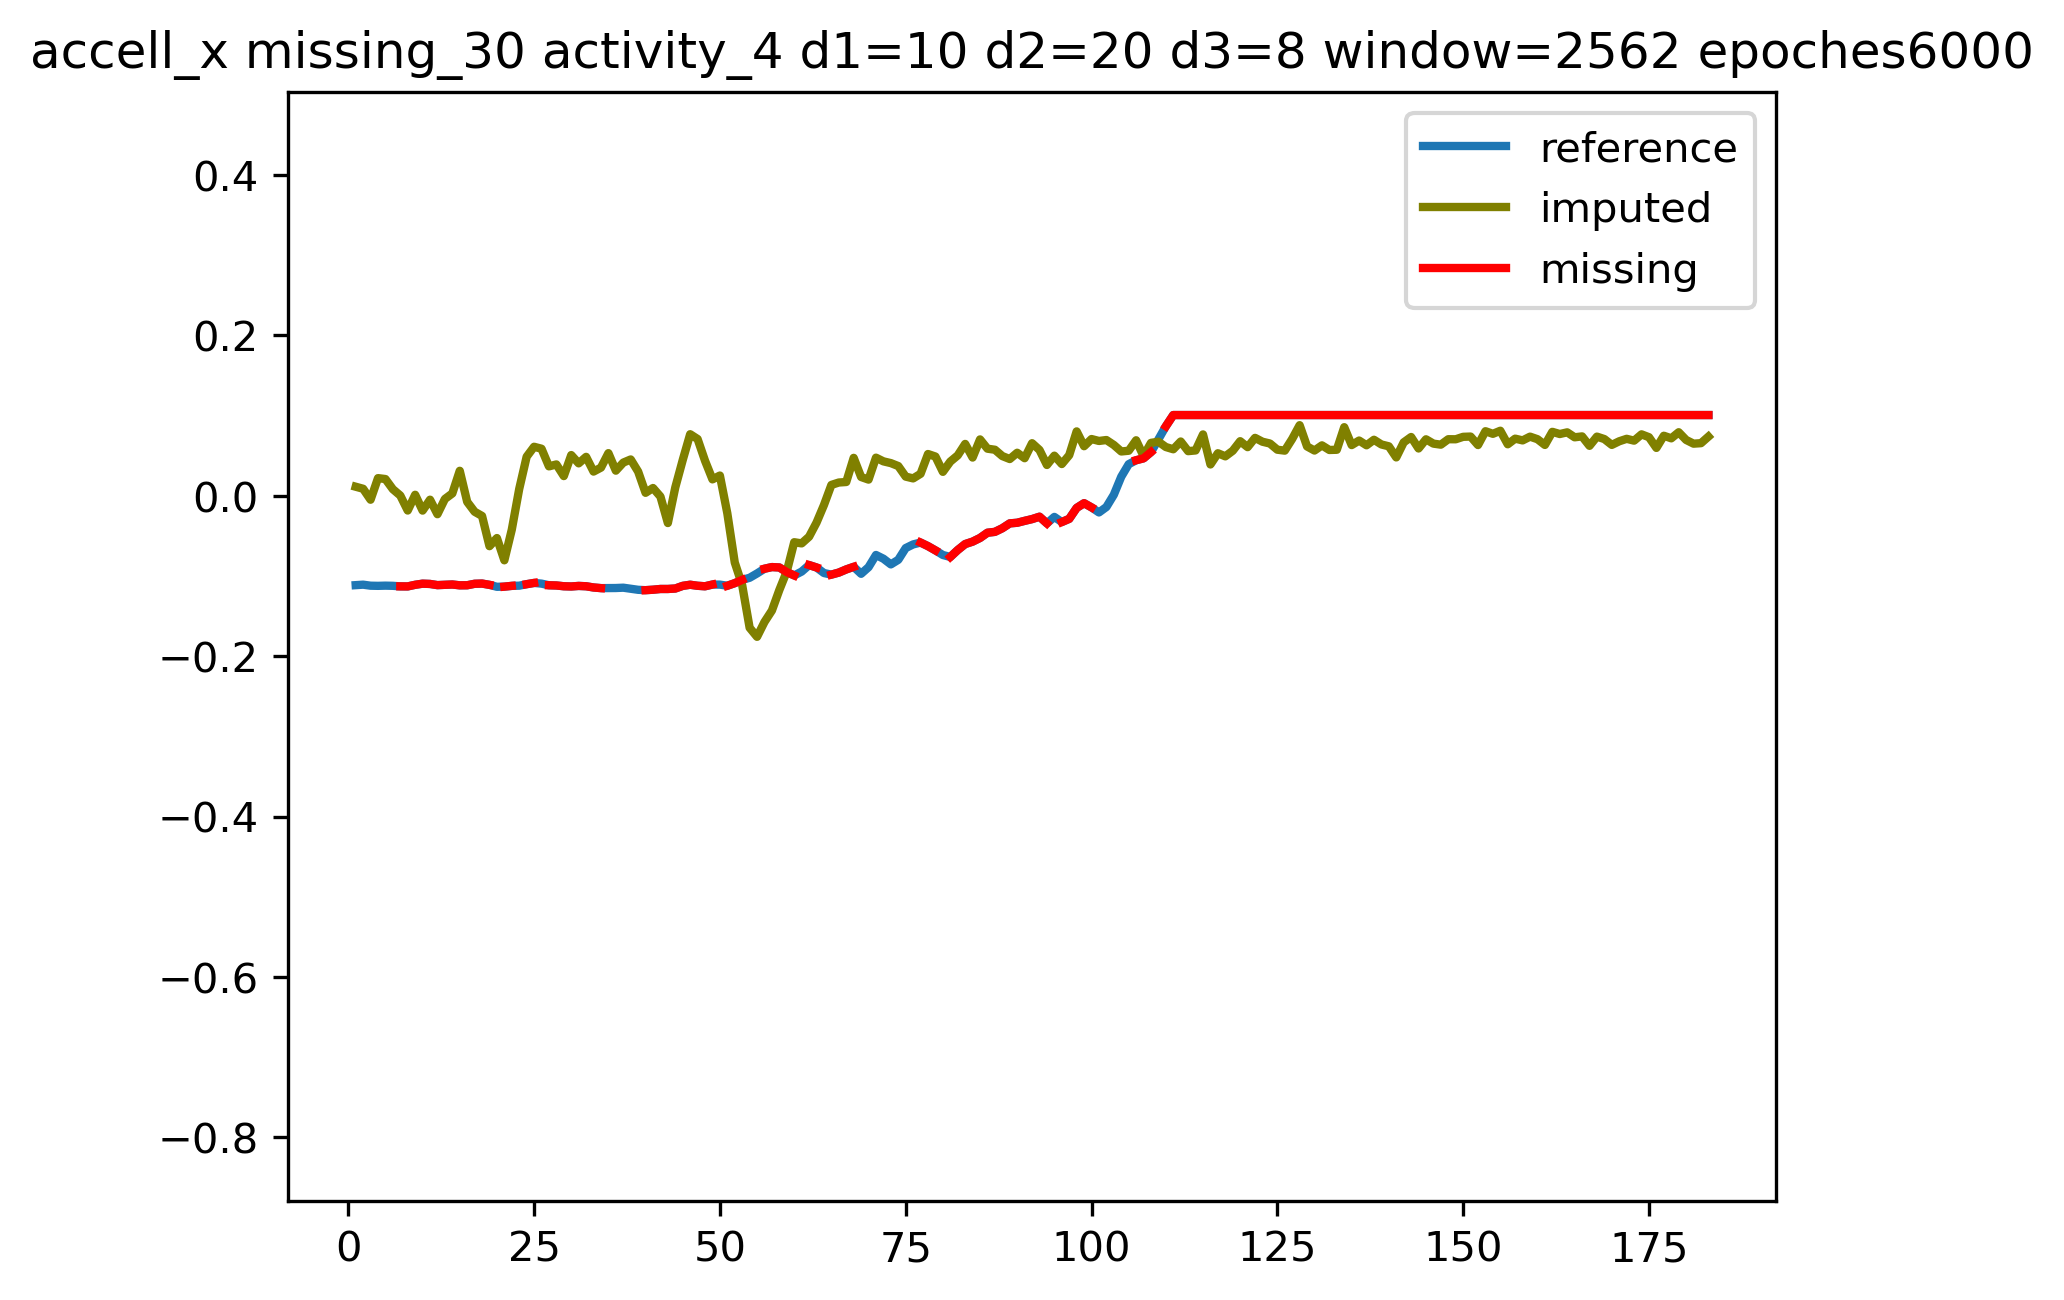 accell_x missing_30 activity_4 d1=10 d2=20 d3=8 window=2562 epoches6000
reference
imputed
missing
0.4
0.2
0.0
−0.2
−0.4
−0.6
−0.8
0 25 50 75 100 125 150 175